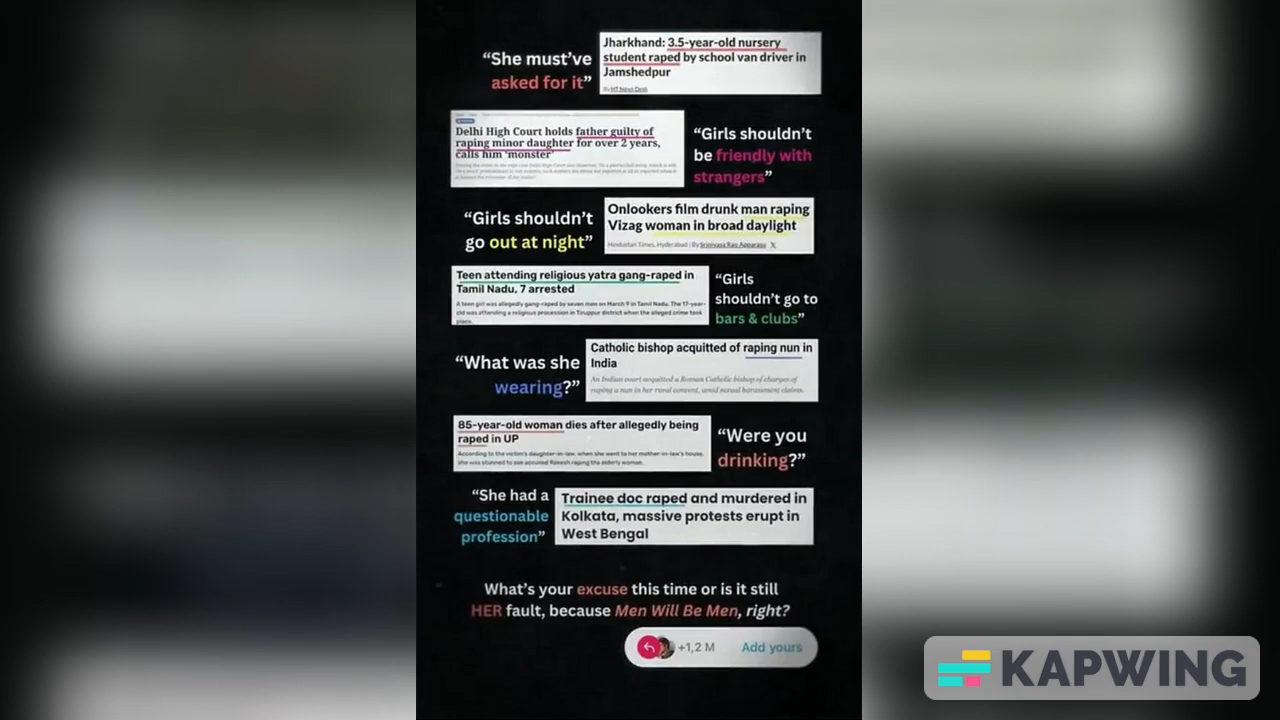 “She must’ve
asked for it”
Jharkhand: 3.5-year-old nursery
student raped by school van driver in
Jamshedpur
By HT News Desk
Delhi High Court holds father guilty of
raping minor daughter for over 2 years,
calls him 'monster'
“Girls shouldn’t
be friendly with
strangers”
“Girls shouldn’t
go out at night”
Onlookers film drunk man raping
Vizag woman in broad daylight
Hindustan Times, Hyderabad | By Srinivasa Rao Apparasu X
Teen attending religious yatra gang-raped in
Tamil Nadu, 7 arrested
A teen girl was allegedly gang-raped by seven men on March 9 in Tamil Nadu. The 17-year-
old was attending a religious procession in Tiruppur district when the alleged crime took
place.
“Girls
shouldn’t go to
bars & clubs”
“What was she
wearing?”
Catholic bishop acquitted of raping nun in
India
An Indian court acquitted a Roman Catholic bishop of charges of
raping a nun in her rural convent, amid sexual harassment claims.
85-year-old woman dies after allegedly being
raped in UP
According to the victim's daughter-in-law, when she went to her mother-in-law's house,
she was stunned to see accused Rakesh raping the elderly woman.
“Were you
drinking?”
“She had a
questionable
profession”
Trainee doc raped and murdered in
Kolkata, massive protests erupt in
West Bengal
What’s your excuse this time or is it still
HER fault, because Men Will Be Men, right?
+1,2 M
Add yours
KAPWING